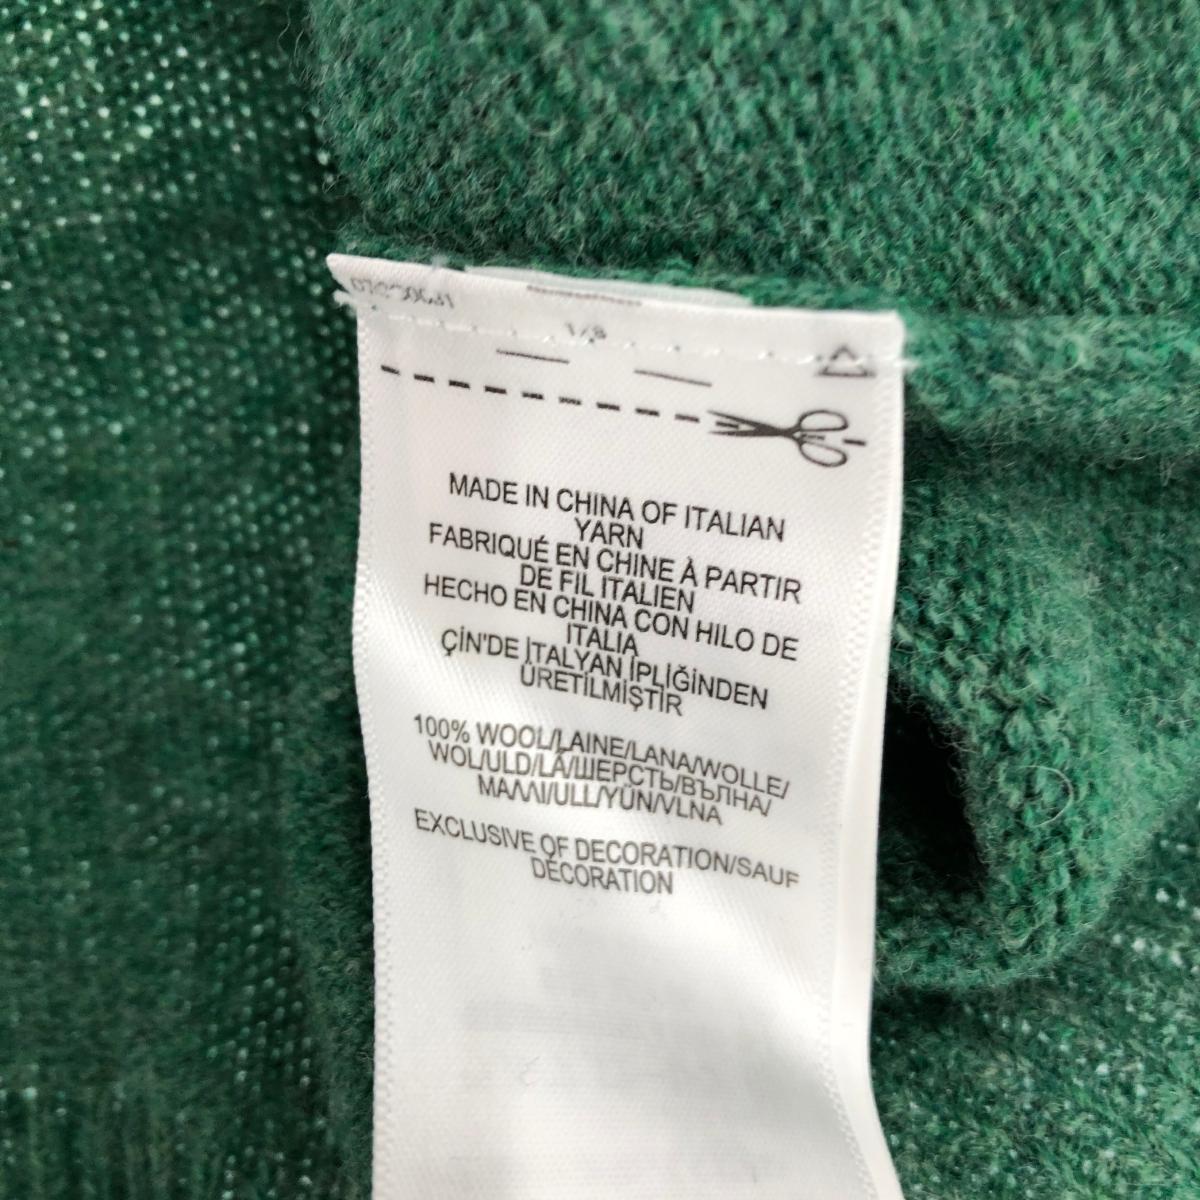 1/8
MADE IN CHINA OF ITALIAN
YARN
FABRIQUÉ EN CHINE À PARTIR
DE FIL ITALIEN
HECHO EN CHINA CON HILO DE
ITALIA
ÇİN'DE İTALYAN İPLİĞİNDEN
ÜRETİLMİŞTİR
100% WOOL/LAINE/LANA/WOLLE/
WOL/ULD/LÃ/ШЕРСТЬ/ВЪЛНА/
ΜΑΛΛΙ/ULL/YÜN/VLNA
EXCLUSIVE OF DECORATION/SAUF
DÉCORATION